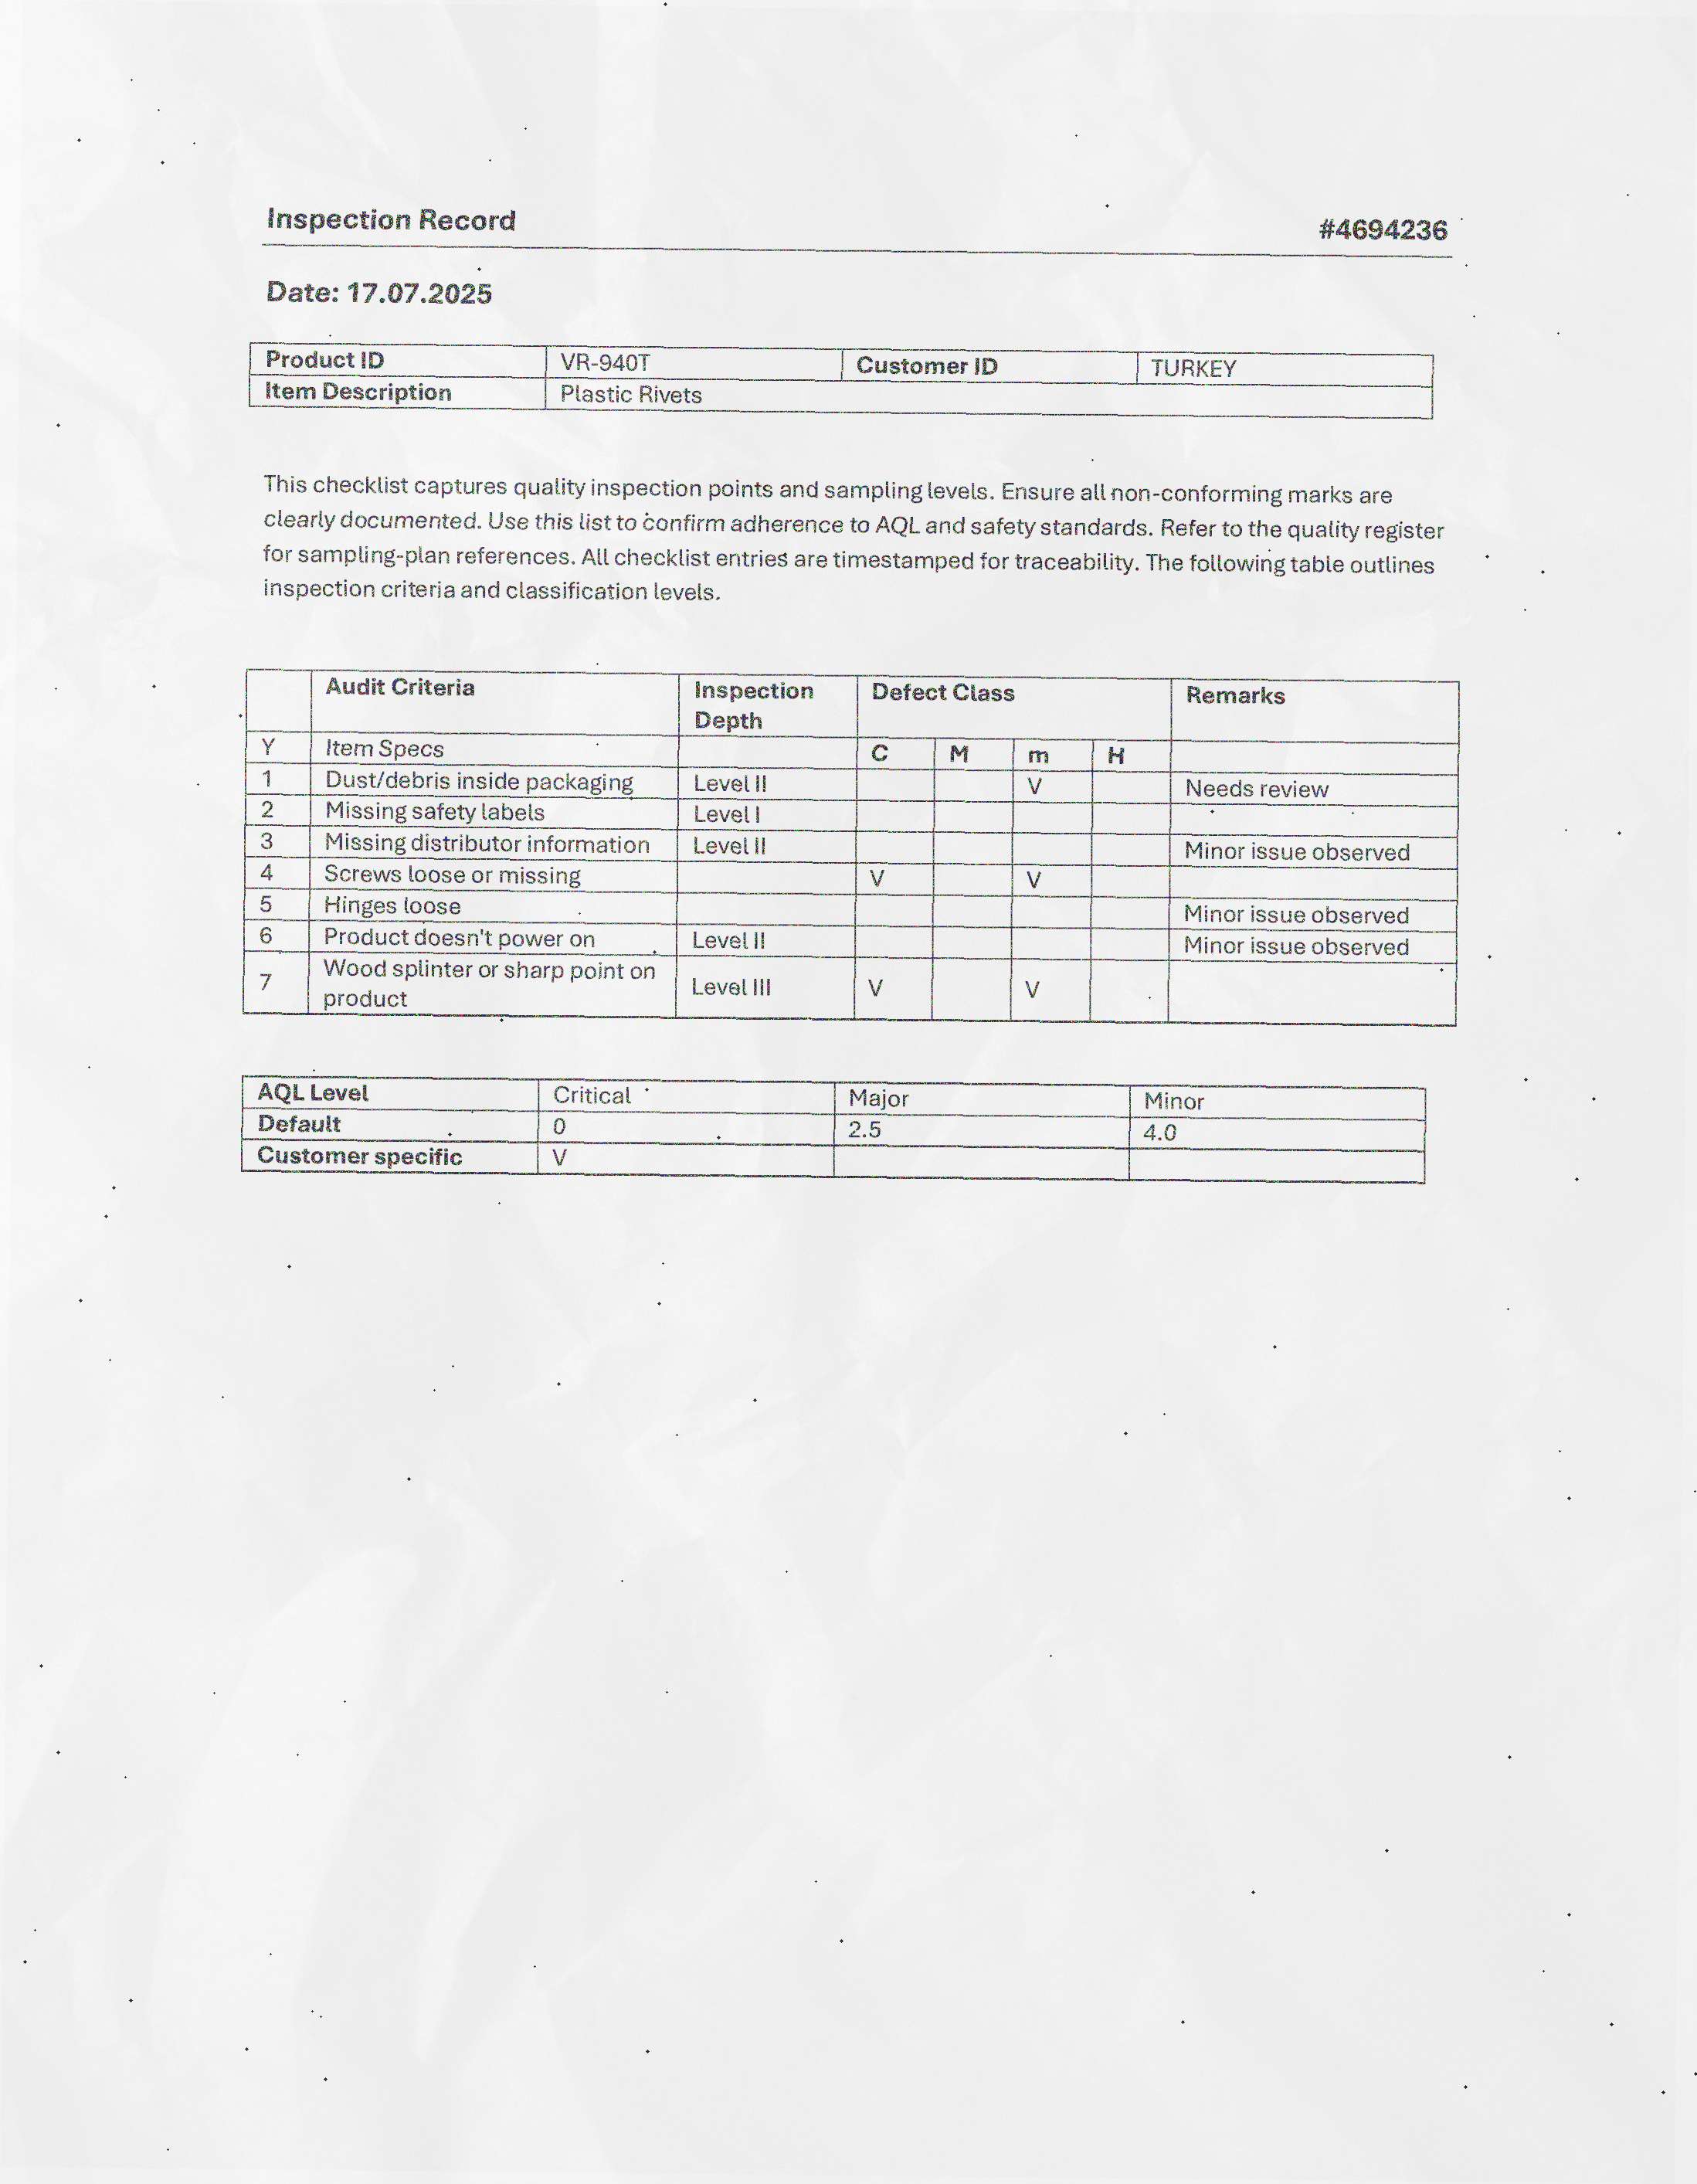 Inspection Record #4694236
Date: 17.07.2025
Product ID VR-940T Customer ID TURKEY
Item Description Plastic Rivets
This checklist captures quality inspection points and sampling levels. Ensure all non-conforming marks are
clearly documented. Use this list to confirm adherence to AQL and safety standards. Refer to the quality register
for sampling-plan references. All checklist entries are timestamped for traceability. The following table outlines
inspection criteria and classification levels.
Audit Criteria Inspection Depth Defect Class Remarks
Y Item Specs C M m H
1 Dust/debris inside packaging Level II V Needs review
2 Missing safety labels Level I
3 Missing distributor information Level II Minor issue observed
4 Screws loose or missing V V
5 Hinges loose Minor issue observed
6 Product doesn't power on Level II Minor issue observed
7 Wood splinter or sharp point on product Level III V V
AQL Level Critical Major Minor
Default 0 2.5 4.0
Customer specific V